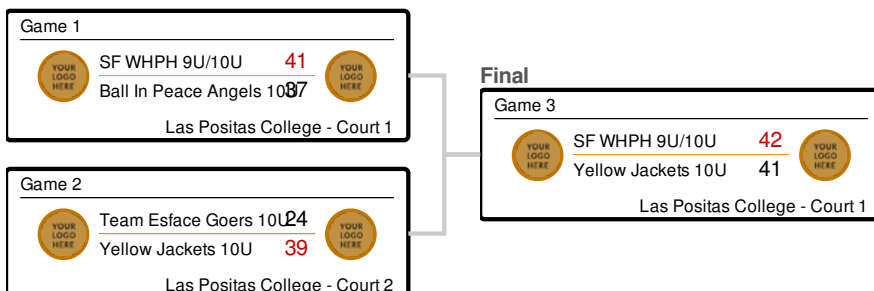 Game 1
YOUR LOGO HERE
SF WHPH 9U/10U 41
YOUR LOGO HERE
Ball In Peace Angels 10U 37
Las Positas College - Court 1
Final
Game 3
YOUR LOGO HERE
SF WHPH 9U/10U 42
YOUR LOGO HERE
Yellow Jackets 10U 41
Las Positas College - Court 1
Game 2
YOUR LOGO HERE
Team Esface Goers 10U 24
YOUR LOGO HERE
Yellow Jackets 10U 39
Las Positas College - Court 2